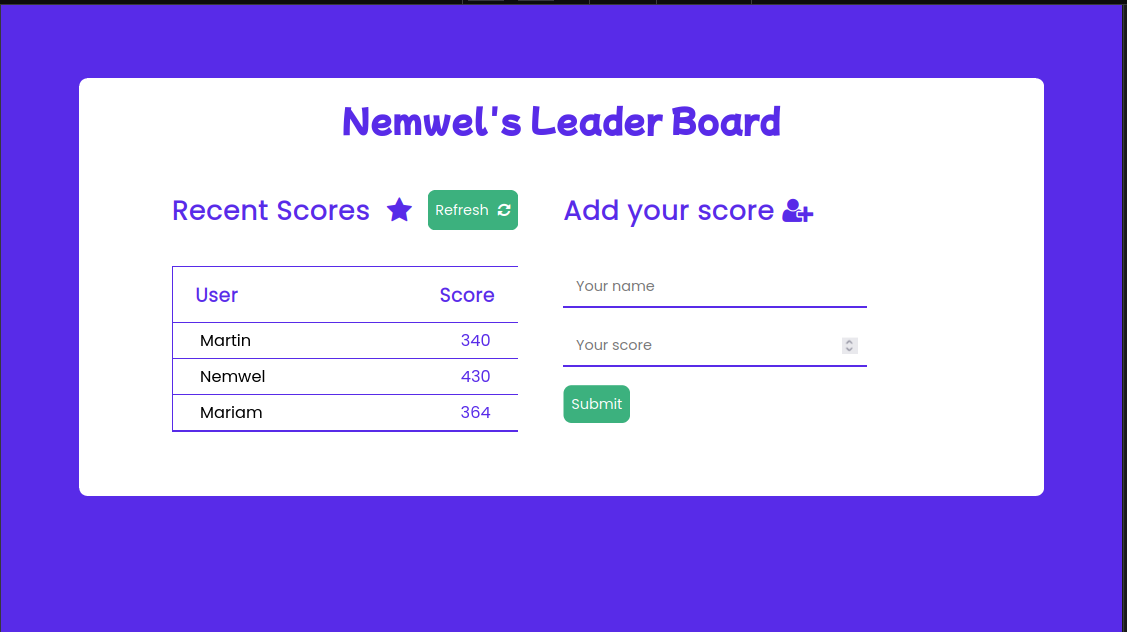 Nemwel's Leader Board
Recent Scores
Refresh
User Score
Martin 340
Nemwel 430
Mariam 364
Add your score
Your name
Your score
Submit